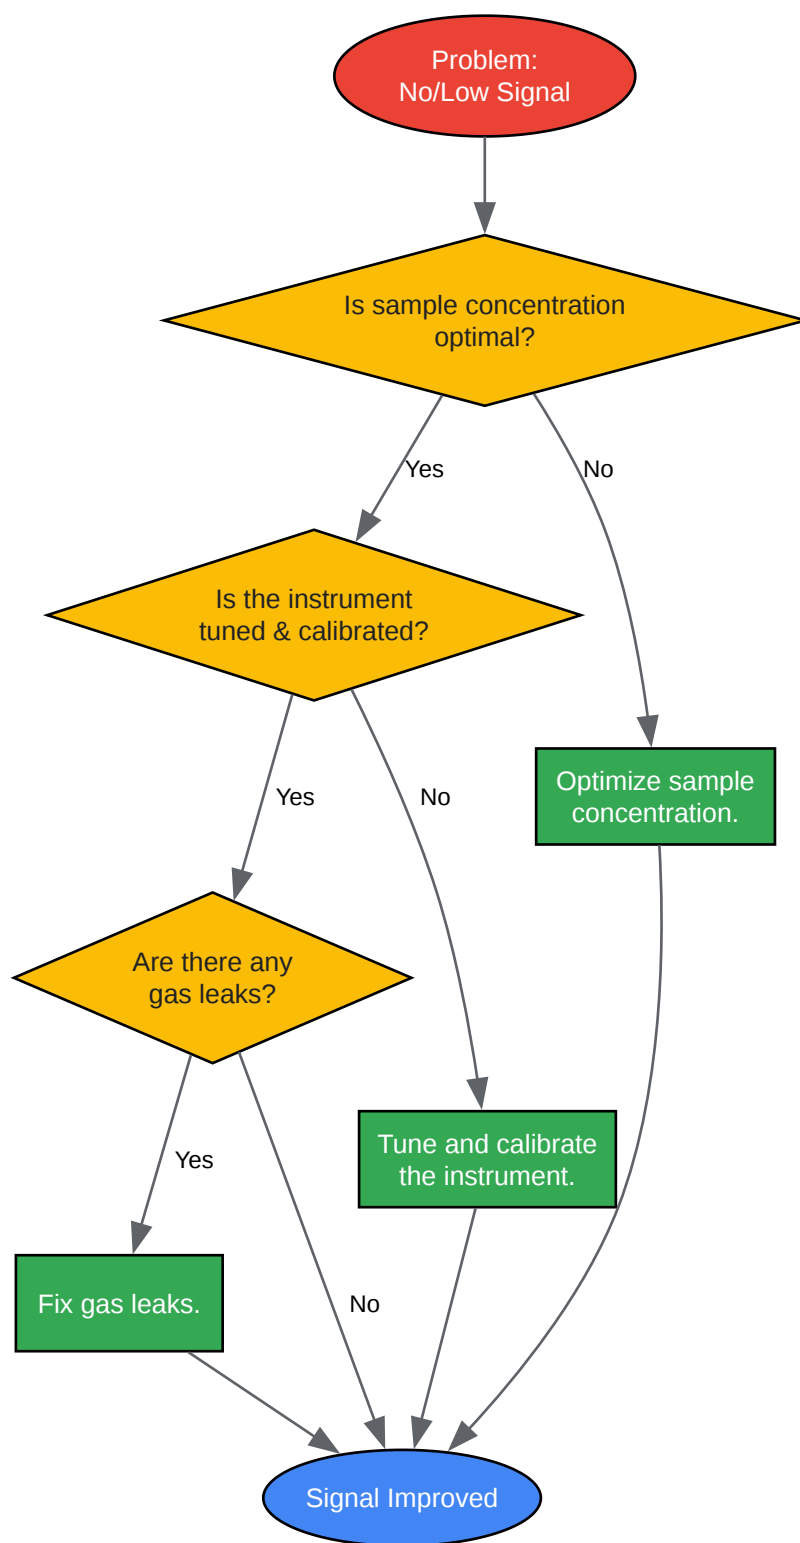 Problem:
No/Low Signal
Is sample concentration
optimal?
Yes
No
Is the instrument
tuned & calibrated?
Optimize sample
concentration.
Yes
No
Are there any
gas leaks?
Tune and calibrate
the instrument.
Yes
Fix gas leaks.
No
Signal Improved